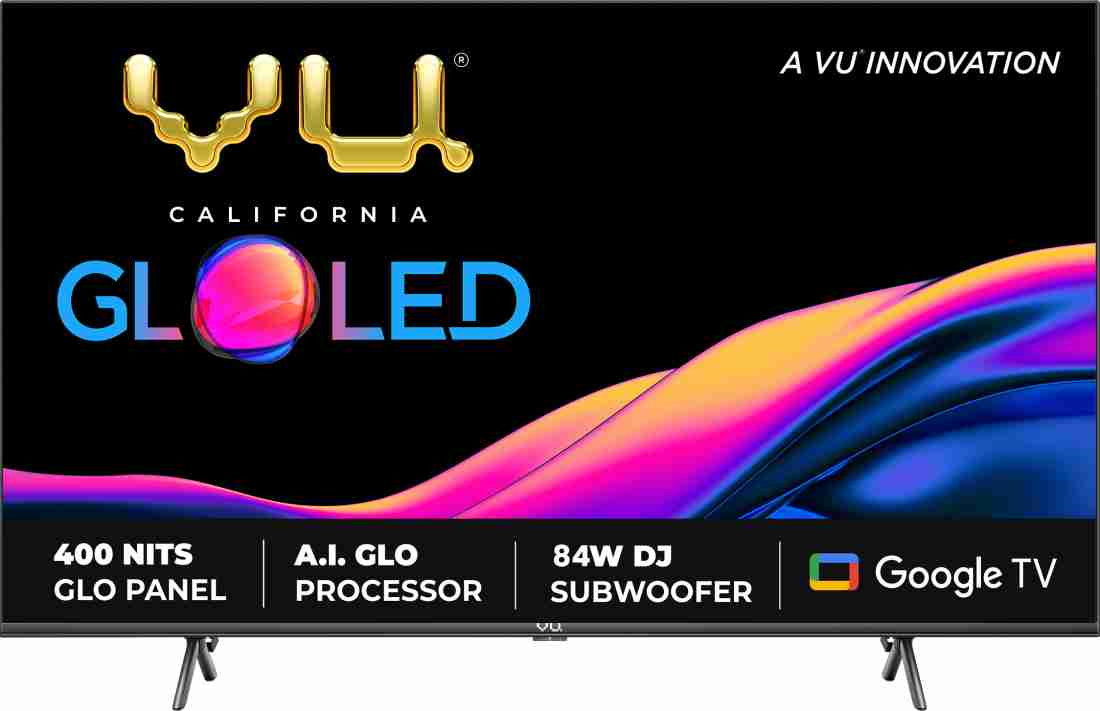 VU®
A VU® INNOVATION
CALIFORNIA
GLOLED
400 NITS
GLO PANEL
A.I. GLO
PROCESSOR
84W DJ
SUBWOOFER
Google TV
VU